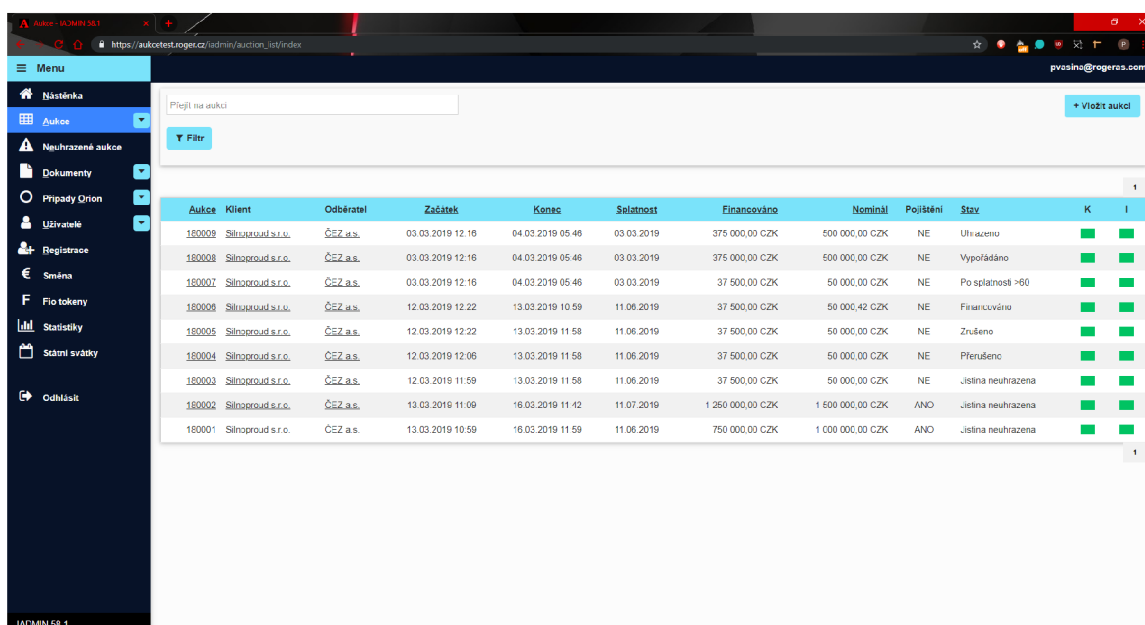 Aukce - IADMIN 58.1
https://aukcetest.roger.cz/iadmin/auction_list/index
Menu
pvasina@rogeras.com
Nástěnka
Aukce
Neuhrazené aukce
Dokumenty
Případy Orion
Uživatelé
Registrace
Směna
Fio tokeny
Statistiky
Státní svátky
Odhlásit
Přejít na aukci
+ Vložit aukci
Filtr
1
Aukce Klient Odběratel Začátek Konec Splatnost Financováno Nominál Pojištění Stav K I
180009 Silnoproud s.r.o. ČEZ a.s. 03.03.2019 12:16 04.03.2019 05:46 03.03.2019 375 000,00 CZK 500 000,00 CZK NE Uhrazeno
180008 Silnoproud s.r.o. ČEZ a.s. 03.03.2019 12:16 04.03.2019 05:46 03.03.2019 375 000,00 CZK 500 000,00 CZK NE Vypořádáno
180007 Silnoproud s.r.o. ČEZ a.s. 03.03.2019 12:16 04.03.2019 05:46 03.03.2019 37 500,00 CZK 50 000,00 CZK NE Po splatnosti >60
180006 Silnoproud s.r.o. ČEZ a.s. 12.03.2019 12:22 13.03.2019 10:59 11.06.2019 37 500,00 CZK 50 000,42 CZK NE Financováno
180005 Silnoproud s.r.o. ČEZ a.s. 12.03.2019 12:22 13.03.2019 11:58 11.06.2019 37 500,00 CZK 50 000,00 CZK NE Zrušeno
180004 Silnoproud s.r.o. ČEZ a.s. 12.03.2019 12:06 13.03.2019 11:58 11.06.2019 37 500,00 CZK 50 000,00 CZK NE Přerušeno
180003 Silnoproud s.r.o. ČEZ a.s. 12.03.2019 11:59 13.03.2019 11:58 11.06.2019 37 500,00 CZK 50 000,00 CZK NE Jistina neuhrazena
180002 Silnoproud s.r.o. ČEZ a.s. 13.03.2019 11:09 16.03.2019 11:42 11.07.2019 1 250 000,00 CZK 1 500 000,00 CZK ANO Jistina neuhrazena
180001 Silnoproud s.r.o. ČEZ a.s. 13.03.2019 10:59 16.03.2019 11:59 11.06.2019 750 000,00 CZK 1 000 000,00 CZK ANO Jistina neuhrazena
1
IADMIN 58.1